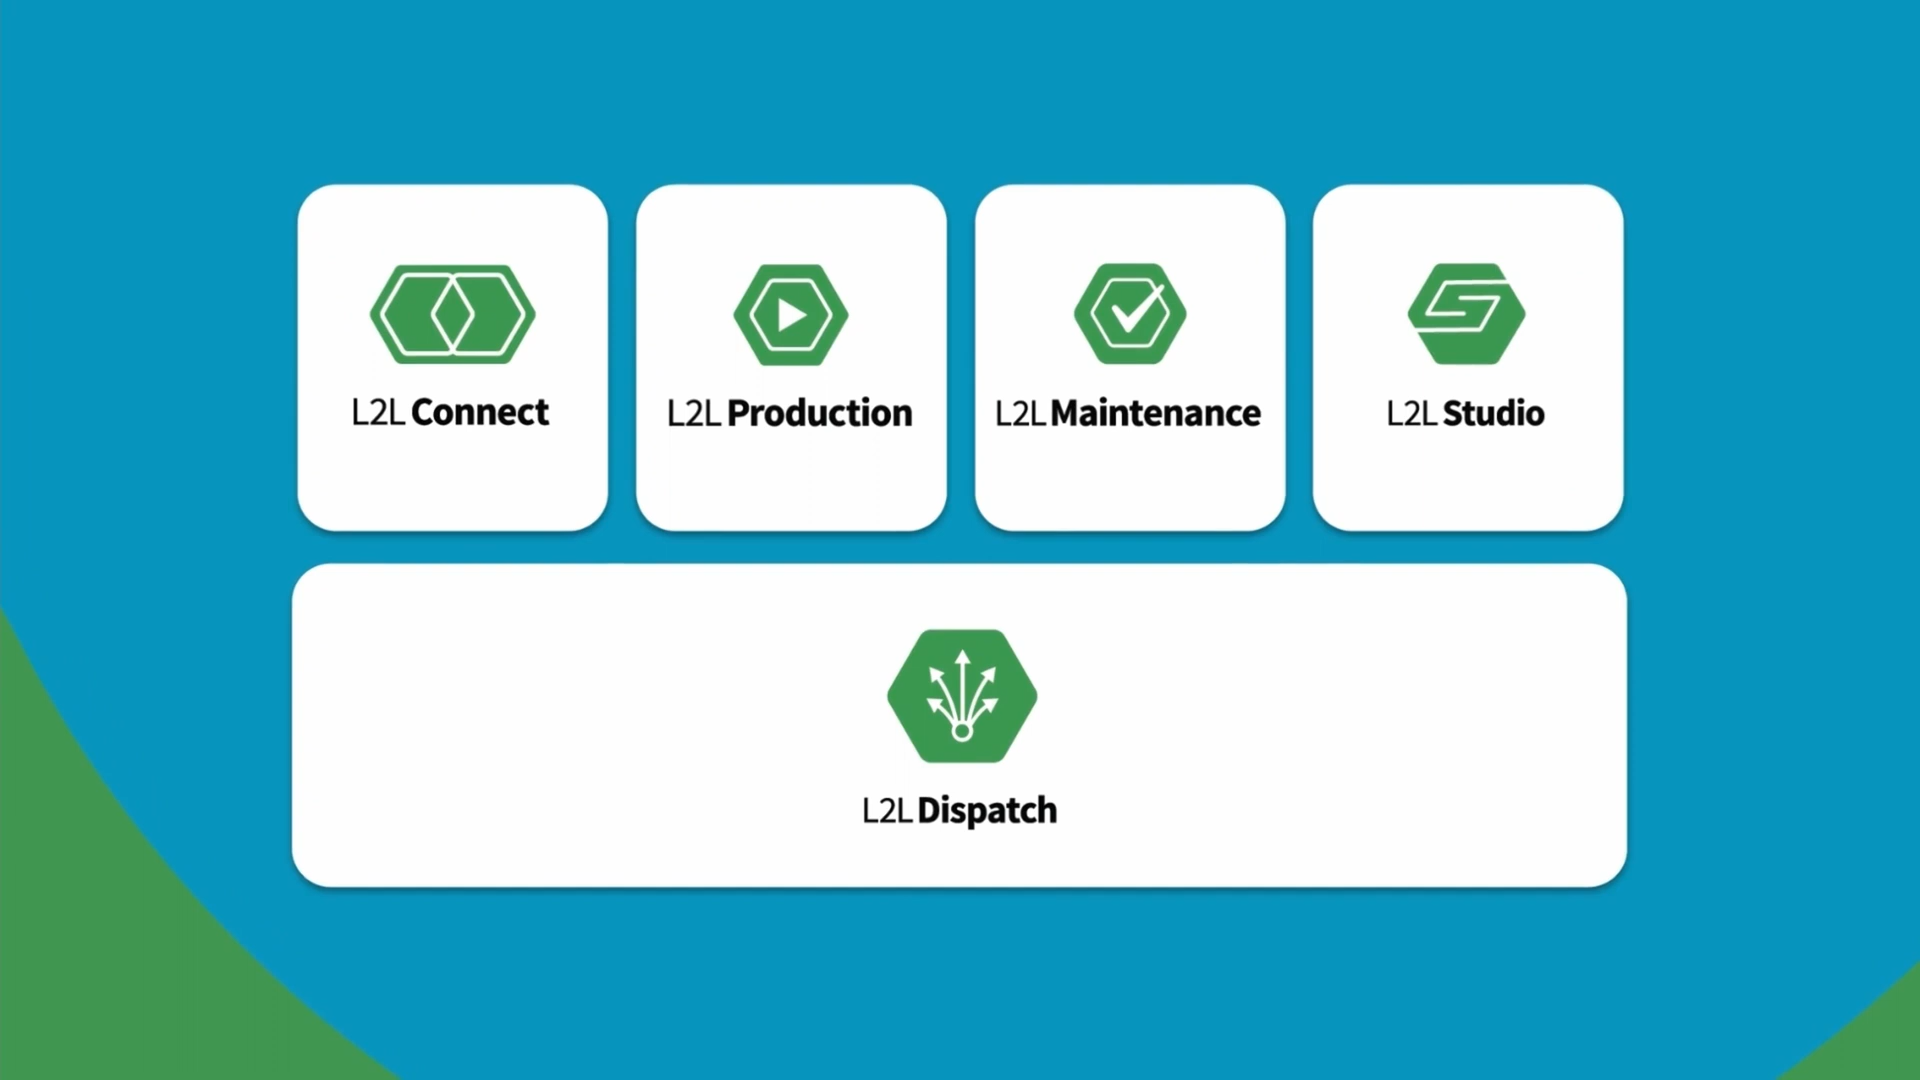 L2L Connect
L2L Production
L2L Maintenance
L2L Studio
L2L Dispatch